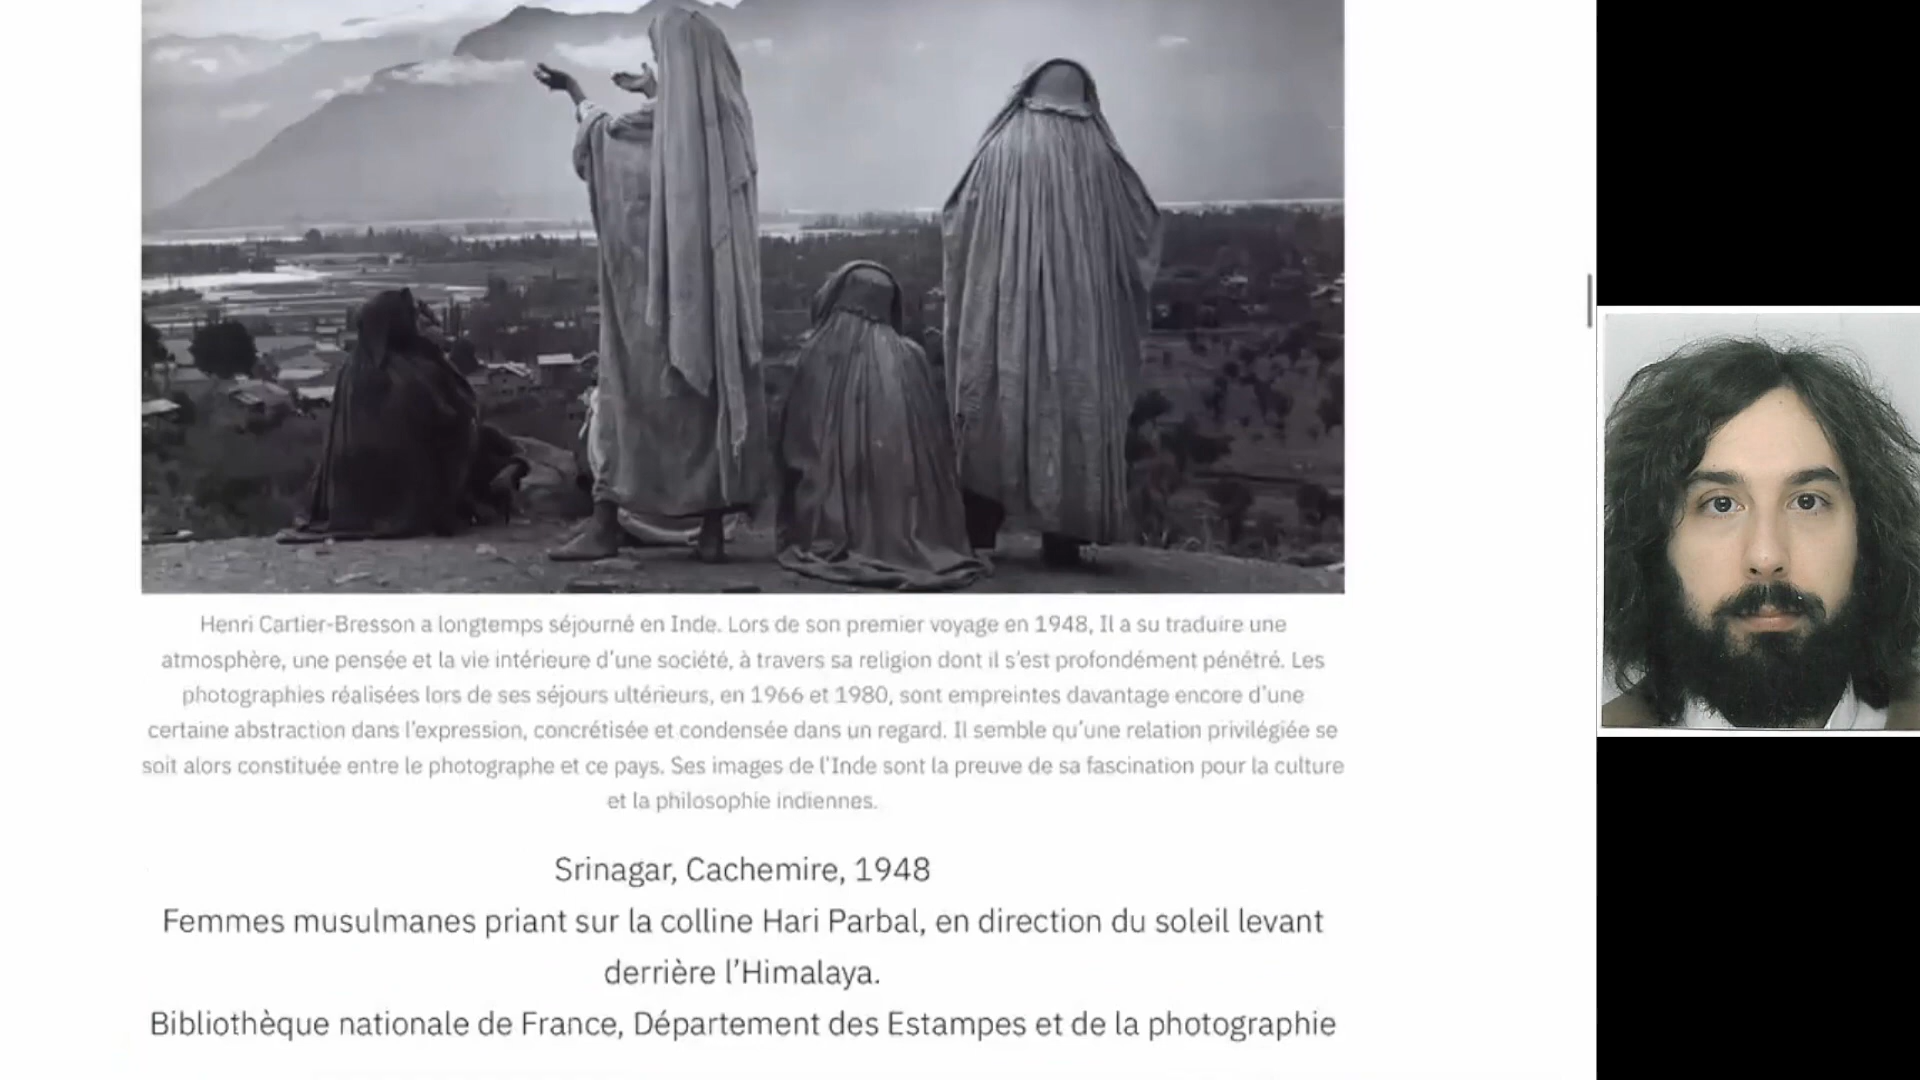 Henri Cartier-Bresson a longtemps séjourné en Inde. Lors de son premier voyage en 1948, Il a su traduire une
atmosphère, une pensée et la vie intérieure d'une société, à travers sa religion dont il s'est profondément pénétré. Les
photographies réalisées lors de ses séjours ultérieurs, en 1966 et 1980, sont empreintes davantage encore d'une
certaine abstraction dans l'expression, concrétisée et condensée dans un regard. Il semble qu'une relation privilégiée se
soit alors constituée entre le photographe et ce pays. Ses images de l'Inde sont la preuve de sa fascination pour la culture
et la philosophie indiennes.
Srinagar, Cachemire, 1948
Femmes musulmanes priant sur la colline Hari Parbal, en direction du soleil levant
derrière l'Himalaya.
Bibliothèque nationale de France, Département des Estampes et de la photographie